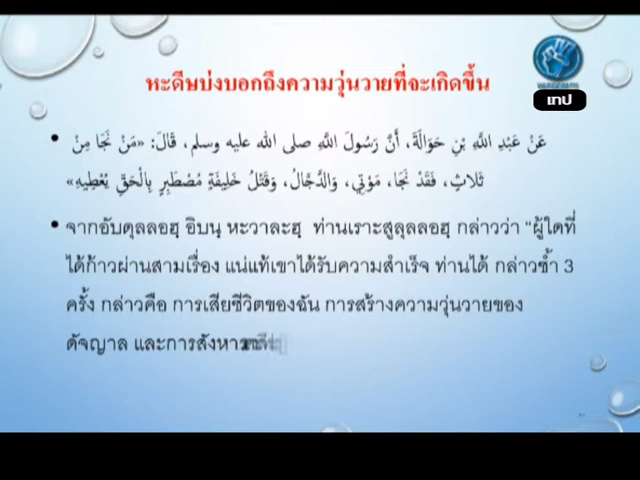 หะดีษบ่งบอกถึงความวุ่นวายที่จะเกิดขึ้น
เทป
• عَنْ عَبْدِ اللَّهِ بْنِ حَوَالَةَ، أَنَّ رَسُولَ اللَّهِ صلى الله عليه وسلم، قَالَ: «مَنْ نَجَا مِنْ
ثَلَاثٍ، فَقَدْ نَجَا، مَوْتِي، وَالدَّجَّالُ، وَقَتْلُ خَلِيفَةٍ مُصْطَبِرٍ بِالْحَقِّ يُعْطِيهِ»
• จากอับดุลลอฮฺ อิบนฺ หะวาละฮฺ ท่านเราะสูลุลลอฮฺ กล่าวว่า "ผู้ใดที่
ได้ก้าวผ่านสามเรื่อง แน่แท้เขาได้รับความสำเร็จ ท่านได้ กล่าวซ้ำ 3
ครั้ง กล่าวคือ การเสียชีวิตของฉัน การสร้างความวุ่นวายของ
ดัจญาล และการสังหาร